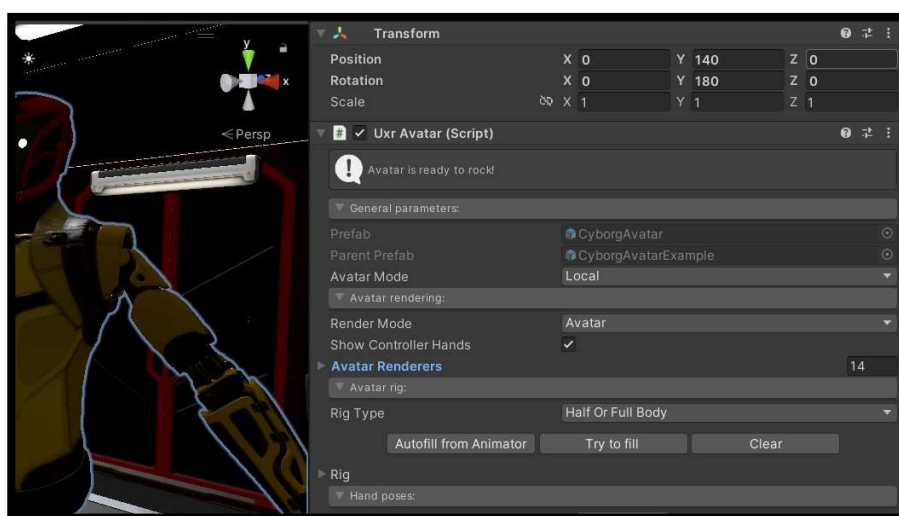 y
x
Persp
Transform
Position X 0 Y 140 Z 0
Rotation X 0 Y 180 Z 0
Scale X 1 Y 1 Z 1
# Uxr Avatar (Script)
Avatar is ready to rock!
General parameters:
Prefab CyborgAvatar
Parent Prefab CyborgAvatarExample
Avatar Mode Local
Avatar rendering:
Render Mode Avatar
Show Controller Hands
Avatar Renderers 14
Avatar rig:
Rig Type Half Or Full Body
Autofill from Animator Try to fill Clear
Rig
Hand poses: